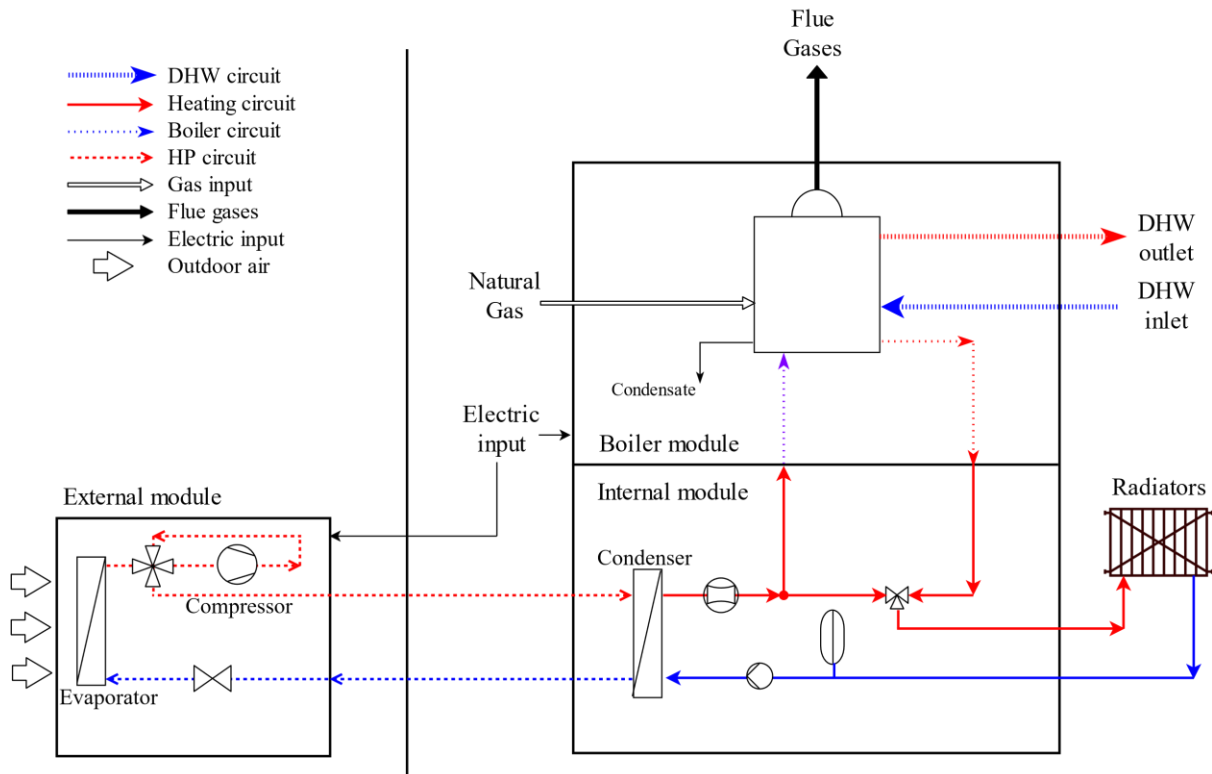 DHW circuit
Heating circuit
Boiler circuit
HP circuit
Gas input
Flue gases
Electric input
Outdoor air
Flue
Gases
DHW
outlet
DHW
inlet
Natural
Gas
Condensate
Electric
input
Boiler module
Internal module
External module
Radiators
Condenser
Compressor
Evaporator